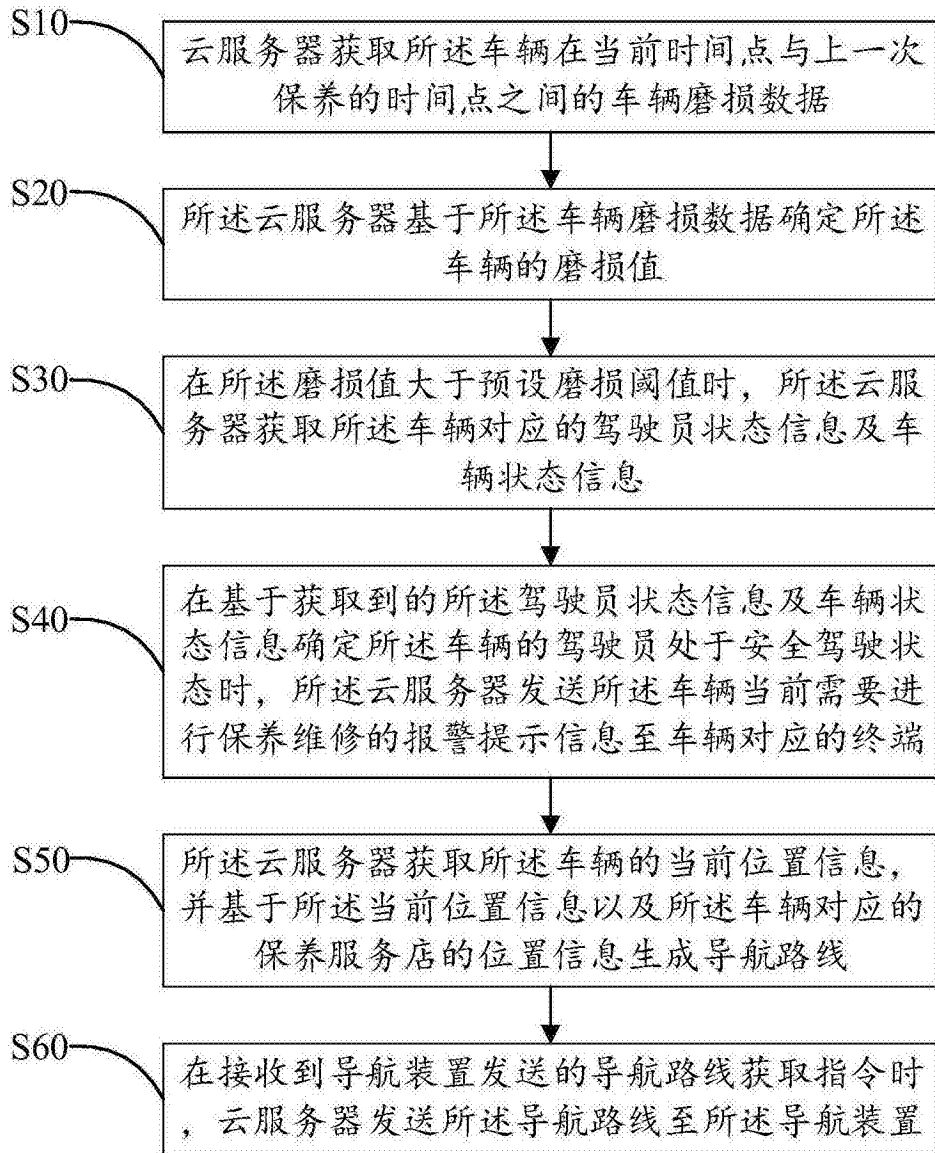 S10
云服务器获取所述车辆在当前时间点与上一次
保养的时间点之间的车辆磨损数据
S20
所述云服务器基于所述车辆磨损数据确定所述
车辆的磨损值
S30
在所述磨损值大于预设磨损阈值时，所述云服
务器获取所述车辆对应的驾驶员状态信息及车
辆状态信息
S40
在基于获取到的所述驾驶员状态信息及车辆状
态信息确定所述车辆的驾驶员处于安全驾驶状
态时，所述云服务器发送所述车辆当前需要进
行保养维修的报警提示信息至车辆对应的终端
S50
所述云服务器获取所述车辆的当前位置信息，
并基于所述当前位置信息以及所述车辆对应的
保养服务店的位置信息生成导航路线
S60
在接收到导航装置发送的导航路线获取指令时
，云服务器发送所述导航路线至所述导航装置